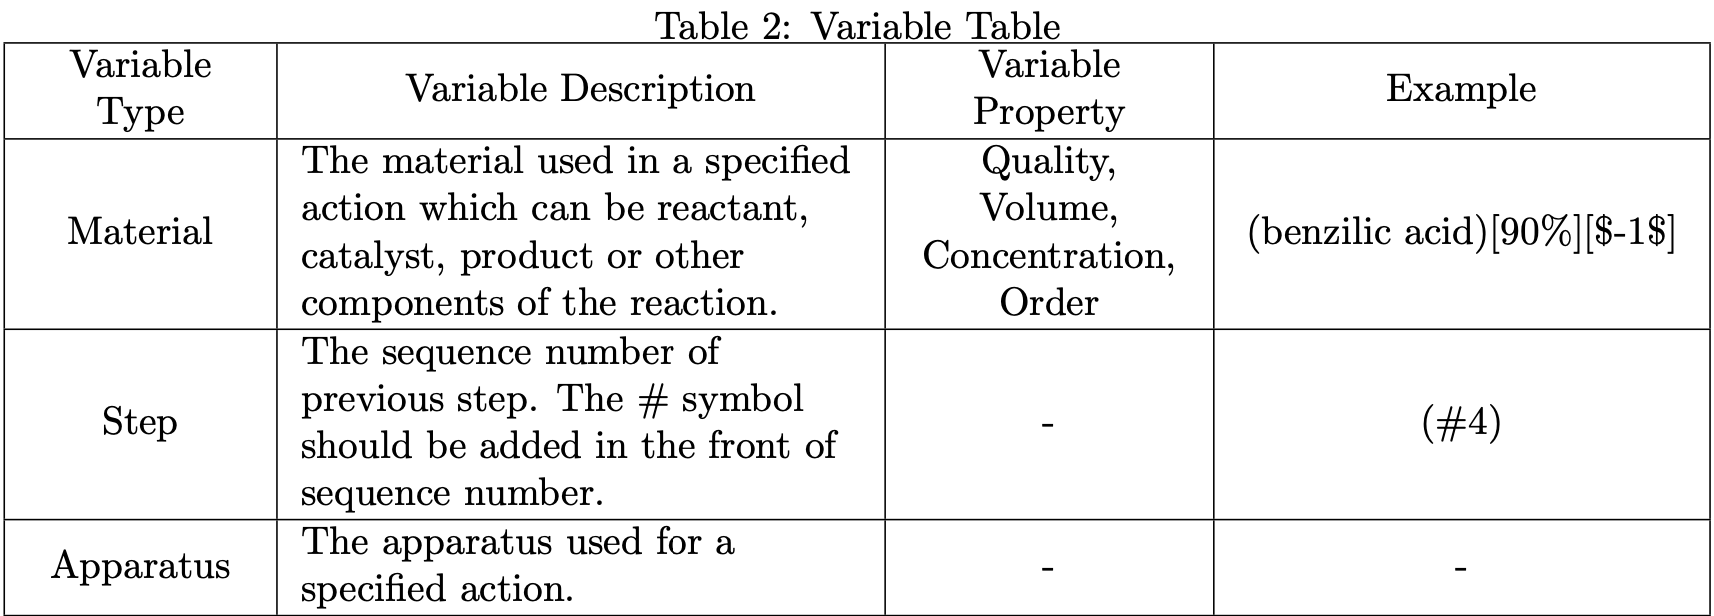 Table 2: Variable Table
Variable
Type
Variable Description
Variable
Property
Example
Material
The material used in a specified
action which can be reactant,
catalyst, product or other
components of the reaction.
Quality,
Volume,
Concentration,
Order
(benzilic acid)[90%][$-1$]
Step
The sequence number of
previous step. The # symbol
should be added in the front of
sequence number.
-
(#4)
Apparatus
The apparatus used for a
specified action.
-
-